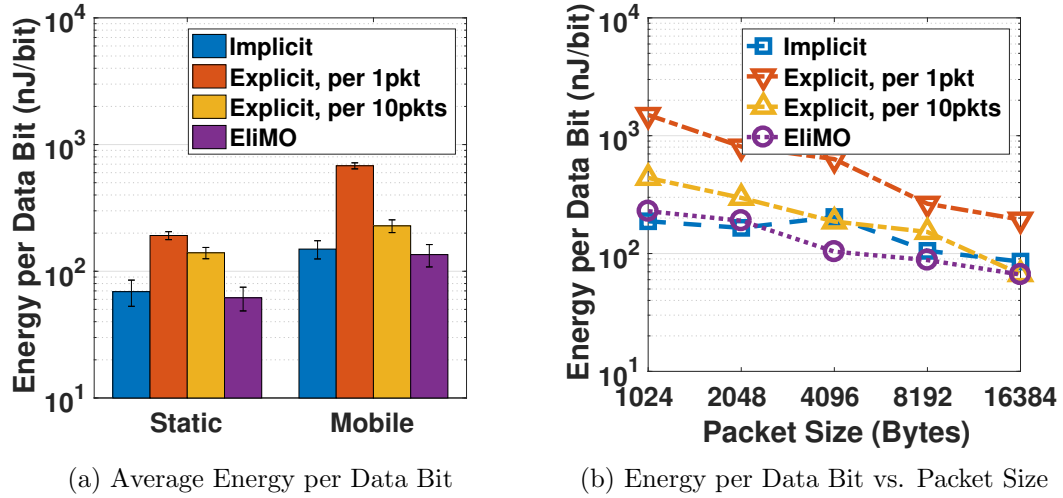 Energy per Data Bit (nJ/bit)
10^4
10^3
10^2
10^1
Implicit
Explicit, per 1pkt
Explicit, per 10pkts
EliMO
Static Mobile
(a) Average Energy per Data Bit
Energy per Data Bit (nJ/bit)
10^4
10^3
10^2
10^1
Implicit
Explicit, per 1pkt
Explicit, per 10pkts
EliMO
1024 2048 4096 8192 16384
Packet Size (Bytes)
(b) Energy per Data Bit vs. Packet Size